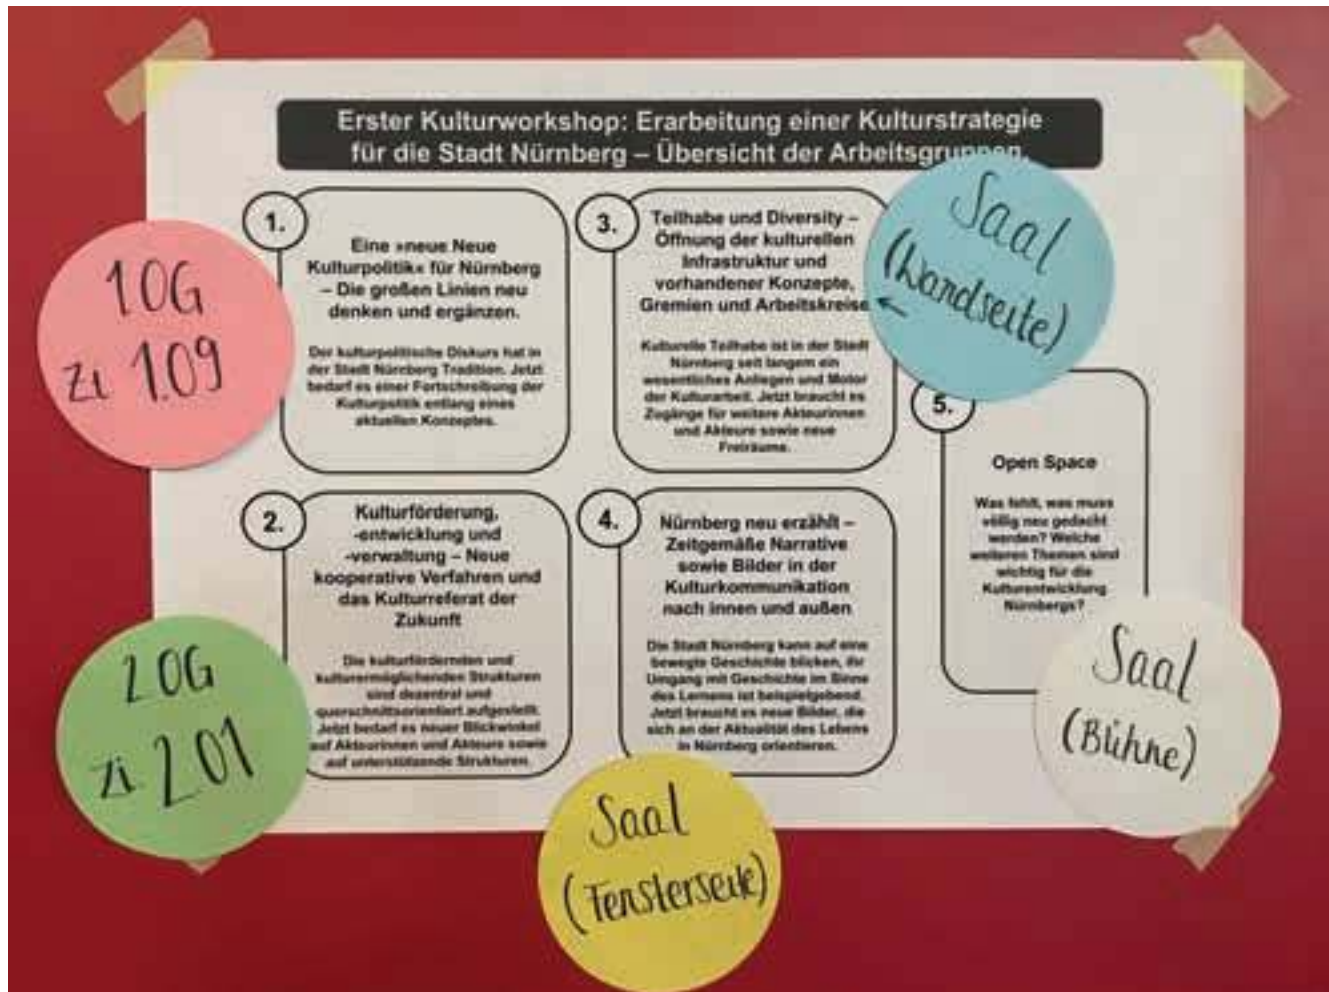 Erster Kulturworkshop: Erarbeitung einer Kulturstrategie
für die Stadt Nürnberg – Übersicht der Arbeitsgruppen.
1.
Eine »neue Neue
Kulturpolitik« für Nürnberg
– Die großen Linien neu
denken und ergänzen.
Der kulturpolitische Diskurs hat in
der Stadt Nürnberg Tradition. Jetzt
bedarf es einer Fortschreibung der
Kulturpolitik entlang eines
aktuellen Konzeptes.
1.OG
Zi 1.09
2.
Kulturförderung,
-entwicklung und
-verwaltung – Neue
kooperative Verfahren und
das Kulturreferat der
Zukunft
Die kulturfördernden und
kulturermöglichenden Strukturen
sind dezentral und
querschnittsorientiert aufgestellt.
Jetzt bedarf es neuer Blickwinkel
auf Akteurinnen und Akteure sowie
auf unterstützende Strukturen.
2.OG
Zi. 2.01
3.
Teilhabe und Diversity –
Öffnung der kulturellen
Infrastruktur und
vorhandener Konzepte,
Gremien und Arbeitskreise
Kulturelle Teilhabe ist in der Stadt
Nürnberg seit langem ein
wesentliches Anliegen und Motor
der Kulturarbeit. Jetzt braucht es
Zugänge für weitere Akteurinnen
und Akteure sowie neue
Freiräume.
Saal
(Wandseite)
←
4.
Nürnberg neu erzählt –
Zeitgemäße Narrative
sowie Bilder in der
Kulturkommunikation
nach innen und außen
Die Stadt Nürnberg kann auf eine
bewegte Geschichte blicken, ihr
Umgang mit Geschichte im Sinne
des Lernens ist beispielgebend.
Jetzt braucht es neue Bilder, die
sich an der Aktualität des Lebens
in Nürnberg orientieren.
Saal
(Fensterseite)
5.
Open Space
Was fehlt, was muss
völlig neu gedacht
werden? Welche
weiteren Themen sind
wichtig für die
Kulturentwicklung
Nürnbergs?
Saal
(Bühne)